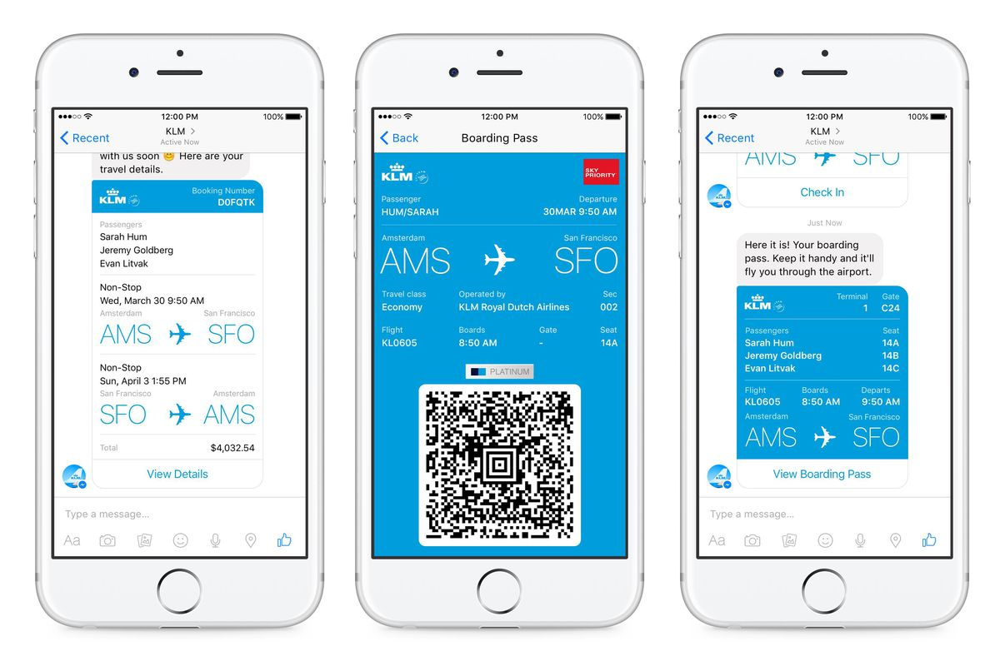 12:00 PM
100%
Recent
KLM
Active Now
with us soon 😊 Here are your
travel details.
KLM
Booking Number
D0FQTK
Passengers
Sarah Hum
Jeremy Goldberg
Evan Litvak
Non-Stop
Wed, March 30 9:50 AM
Amsterdam San Francisco
AMS SFO
Non-Stop
Sun, April 3 1:55 PM
San Francisco Amsterdam
SFO AMS
Total $4,032.54
View Details
Type a message...
Aa
12:00 PM
100%
Back
Boarding Pass
KLM
SKY
PRIORITY
Passenger Departure
HUM/SARAH 30MAR 9:50 AM
Amsterdam San Francisco
AMS SFO
Travel class Operated by Sec
Economy KLM Royal Dutch Airlines 002
Flight Boards Gate Seat
KL0605 8:50 AM - 14A
PLATINUM
12:00 PM
100%
Recent
KLM
Active Now
AMS SFO
Check In
Just Now
Here it is! Your boarding
pass. Keep it handy and it'll
fly you through the airport.
KLM
Terminal Gate
1 C24
Passengers Seat
Sarah Hum 14A
Jeremy Goldberg 14B
Evan Litvak 14C
Flight Boards Departs
KL0605 8:50 AM 9:50 AM
Amsterdam San Francisco
AMS SFO
View Boarding Pass
Type a message...
Aa